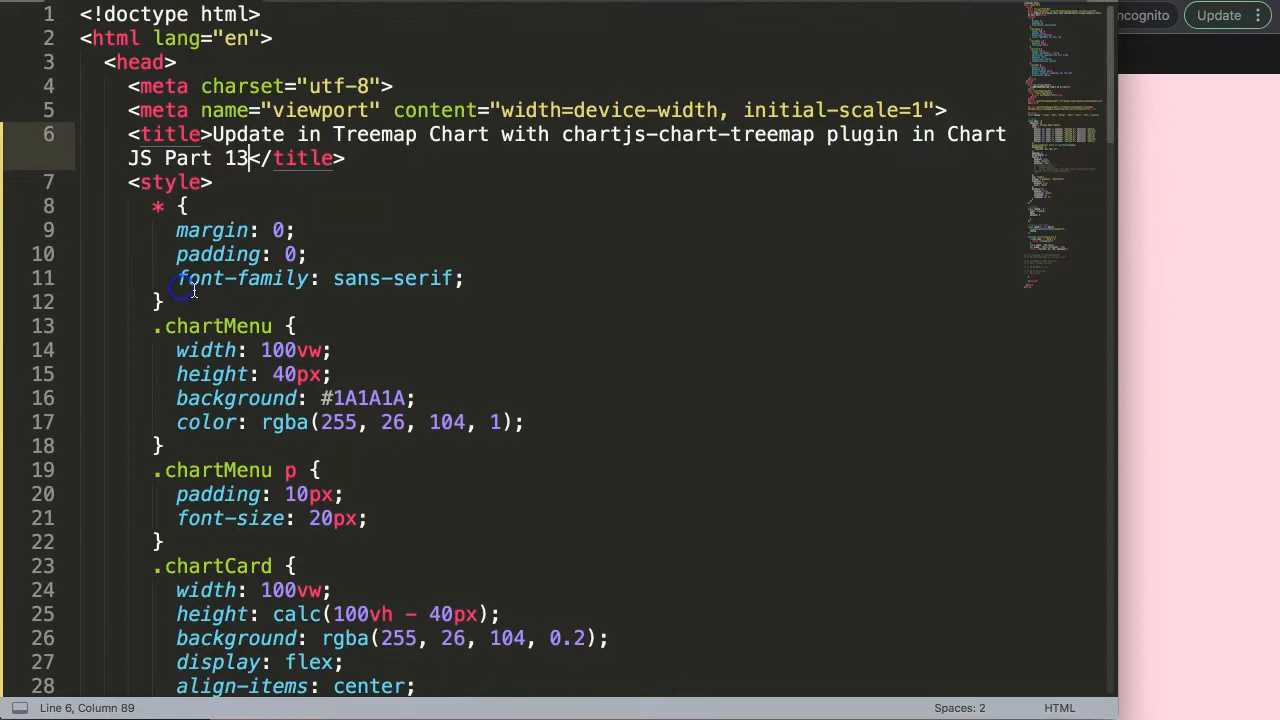 1 <!doctype html>
2 <html lang="en">
3 <head>
4 <meta charset="utf-8">
5 <meta name="viewport" content="width=device-width, initial-scale=1">
6 <title>Update in Treemap Chart with chartjs-chart-treemap plugin in Chart
JS Part 13</title>
7 <style>
8 * {
9 margin: 0;
10 padding: 0;
11 font-family: sans-serif;
12 }
13 .chartMenu {
14 width: 100vw;
15 height: 40px;
16 background: #1A1A1A;
17 color: rgba(255, 26, 104, 1);
18 }
19 .chartMenu p {
20 padding: 10px;
21 font-size: 20px;
22 }
23 .chartCard {
24 width: 100vw;
25 height: calc(100vh - 40px);
26 background: rgba(255, 26, 104, 0.2);
27 display: flex;
28 align-items: center;
Line 6, Column 89
Spaces: 2
HTML
cognito
Update